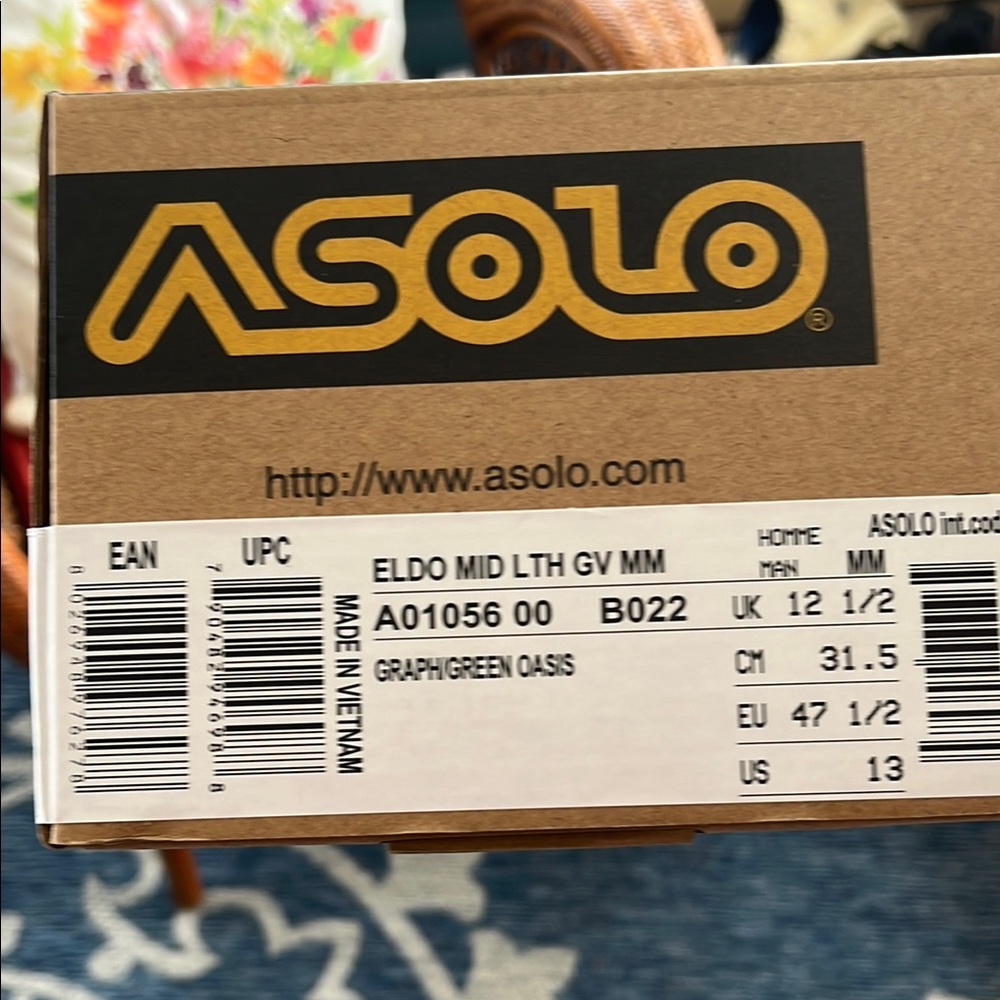 ASOLO®
http://www.asolo.com
EAN
UPC
ELDO MID LTH GV MM
A01056 00 B022
GRAPH/GREEN OASIS
MADE IN VIETNAM
HOMME
MAN MM
UK 12 1/2
CM 31.5
EU 47 1/2
US 13
ASOLO int.cod